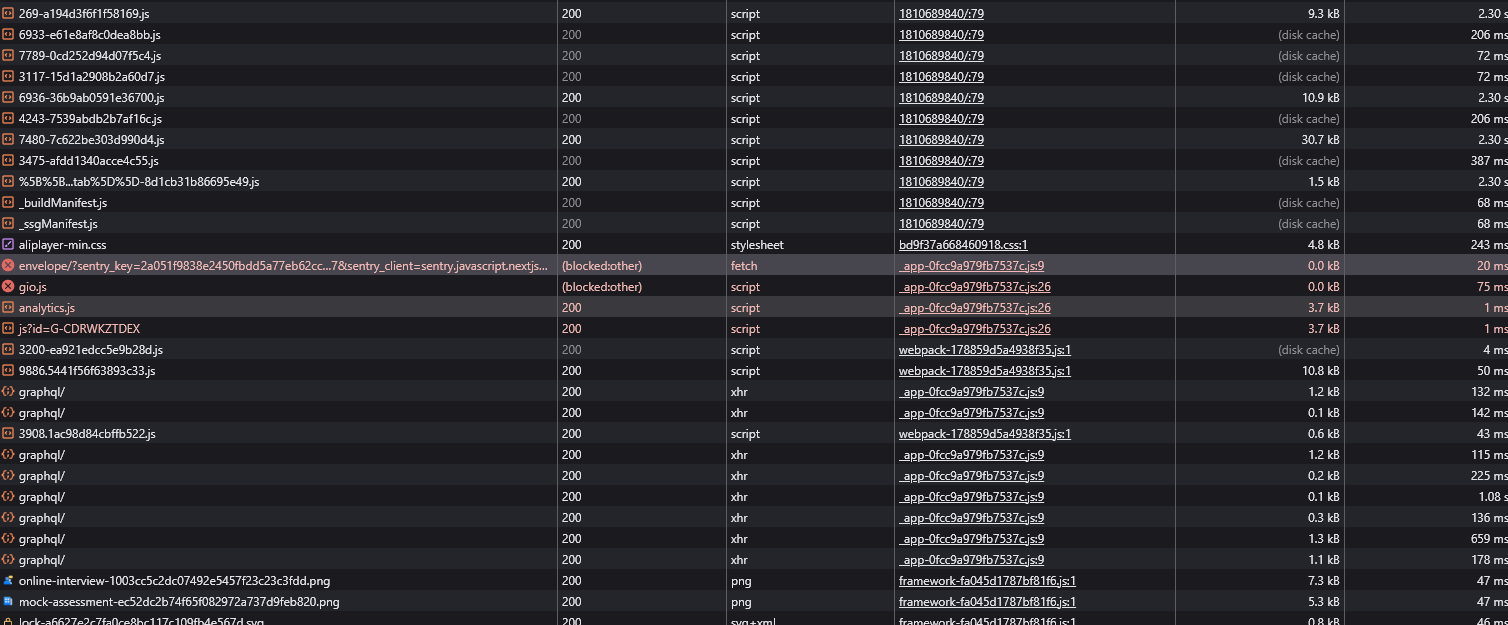 269-a194d3f6f1f58169.js 200 script 1810689840/:79 9.3 kB 2.30 s
6933-e61e8af8c0dea8bb.js 200 script 1810689840/:79 (disk cache) 206 ms
7789-0cd252d94d07f5c4.js 200 script 1810689840/:79 (disk cache) 72 ms
3117-15d1a2908b2a60d7.js 200 script 1810689840/:79 (disk cache) 72 ms
6936-36b9ab0591e36700.js 200 script 1810689840/:79 10.9 kB 2.30 s
4243-7539abdb2b7af16c.js 200 script 1810689840/:79 (disk cache) 206 ms
7480-7c622be303d990d4.js 200 script 1810689840/:79 30.7 kB 2.30 s
3475-afdd1340acce4c55.js 200 script 1810689840/:79 (disk cache) 387 ms
%5B%5B...tab%5D%5D-8d1cb31b86695e49.js 200 script 1810689840/:79 1.5 kB 2.30 s
_buildManifest.js 200 script 1810689840/:79 (disk cache) 68 ms
_ssgManifest.js 200 script 1810689840/:79 (disk cache) 68 ms
aliplayer-min.css 200 stylesheet bd9f37a668460918.css:1 4.8 kB 243 ms
envelope/?sentry_key=2a051f9838e2450fbdd5a77eb62cc...7&sentry_client=sentry.javascript.nextjs... (blocked:other) fetch _app-0fcc9a979fb7537c.js:9 0.0 kB 20 ms
gio.js (blocked:other) script _app-0fcc9a979fb7537c.js:26 0.0 kB 75 ms
analytics.js 200 script _app-0fcc9a979fb7537c.js:26 3.7 kB 1 ms
js?id=G-CDRWKZTDEX 200 script _app-0fcc9a979fb7537c.js:26 3.7 kB 1 ms
3200-ea921edcc5e9b28d.js 200 script webpack-178859d5a4938f35.js:1 (disk cache) 4 ms
9886.5441f56f63893c33.js 200 script webpack-178859d5a4938f35.js:1 10.8 kB 50 ms
graphql/ 200 xhr _app-0fcc9a979fb7537c.js:9 1.2 kB 132 ms
graphql/ 200 xhr _app-0fcc9a979fb7537c.js:9 0.1 kB 142 ms
3908.1ac98d84cbffb522.js 200 script webpack-178859d5a4938f35.js:1 0.6 kB 43 ms
graphql/ 200 xhr _app-0fcc9a979fb7537c.js:9 1.2 kB 115 ms
graphql/ 200 xhr _app-0fcc9a979fb7537c.js:9 0.2 kB 225 ms
graphql/ 200 xhr _app-0fcc9a979fb7537c.js:9 0.1 kB 1.08 s
graphql/ 200 xhr _app-0fcc9a979fb7537c.js:9 0.3 kB 136 ms
graphql/ 200 xhr _app-0fcc9a979fb7537c.js:9 1.3 kB 659 ms
graphql/ 200 xhr _app-0fcc9a979fb7537c.js:9 1.1 kB 178 ms
online-interview-1003cc5c2dc07492e5457f23c23c3fdd.png 200 png framework-fa045d1787bf81f6.js:1 7.3 kB 47 ms
mock-assessment-ec52dc2b74f65f082972a737d9feb820.png 200 png framework-fa045d1787bf81f6.js:1 5.3 kB 47 ms
lock-a6627e2c7fa0ce8bc117c109fb4e567d.svg 200 svg+xml framework-fa045d1787bf81f6.js:1 0.8 kB 46 ms